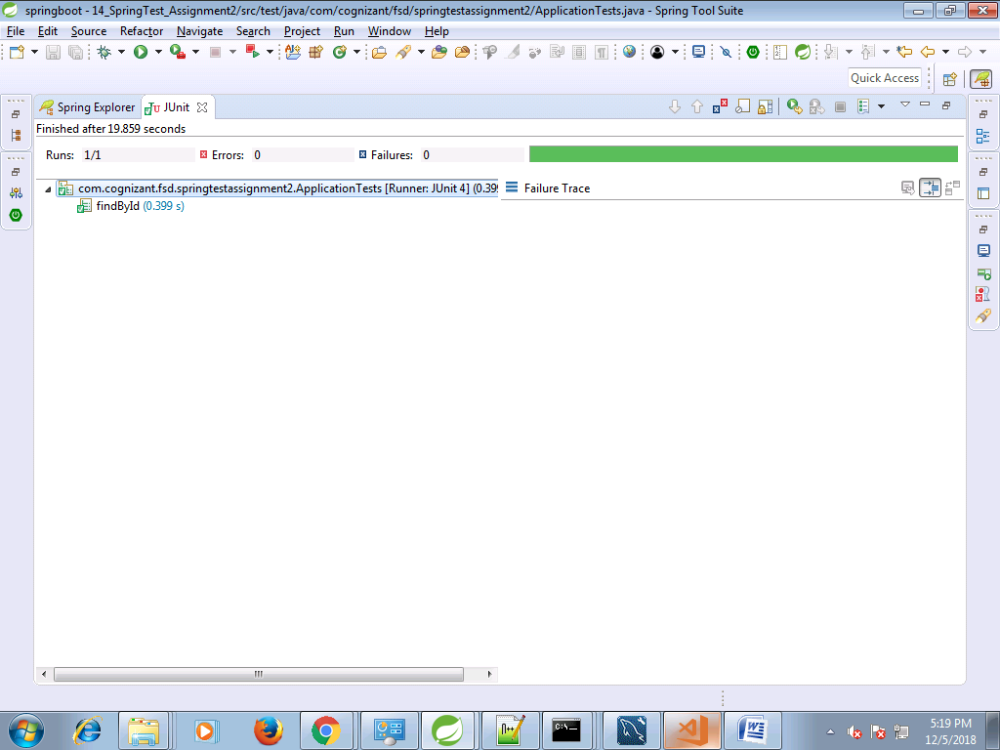 springboot - 14_SpringTest_Assignment2/src/test/java/com/cognizant/fsd/springtestassignment2/ApplicationTests.java - Spring Tool Suite
File Edit Source Refactor Navigate Search Project Run Window Help
Quick Access
Spring Explorer JUnit
Finished after 19.859 seconds
Runs: 1/1 Errors: 0 Failures: 0
com.cognizant.fsd.springtestassignment2.ApplicationTests [Runner: JUnit 4] (0.39 Failure Trace
findById (0.399 s)
5:19 PM
12/5/2018